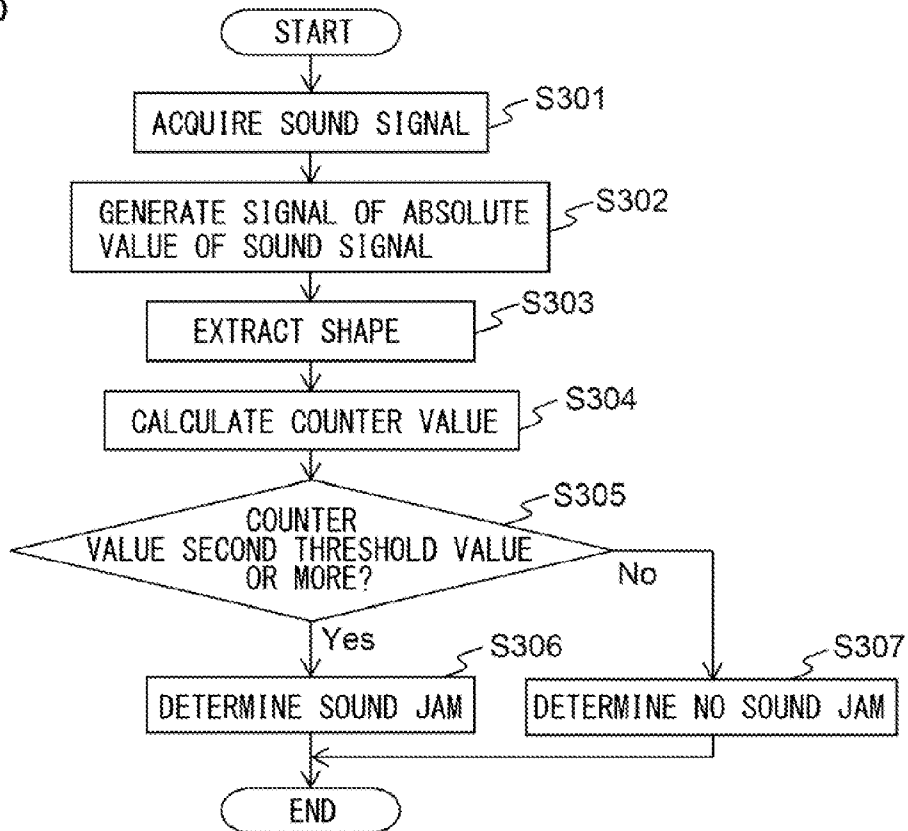 START
ACQUIRE SOUND SIGNAL
S301
GENERATE SIGNAL OF ABSOLUTE
VALUE OF SOUND SIGNAL
S302
EXTRACT SHAPE
S303
CALCULATE COUNTER VALUE
S304
COUNTER
VALUE SECOND THRESHOLD VALUE
OR MORE?
S305
No
Yes
DETERMINE SOUND JAM
S306
DETERMINE NO SOUND JAM
S307
END